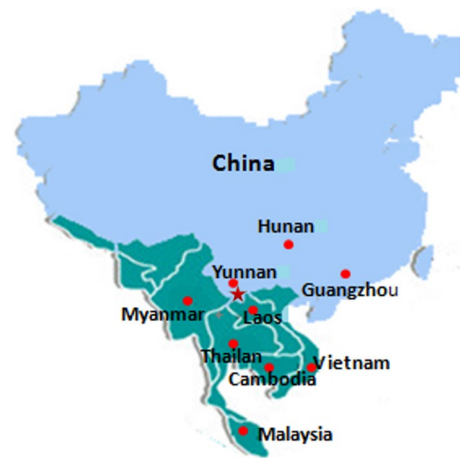 China
Hunan
Yunnan
Guangzhou
Myanmar
Laos
Thailan
Vietnam
Cambodia
Malaysia